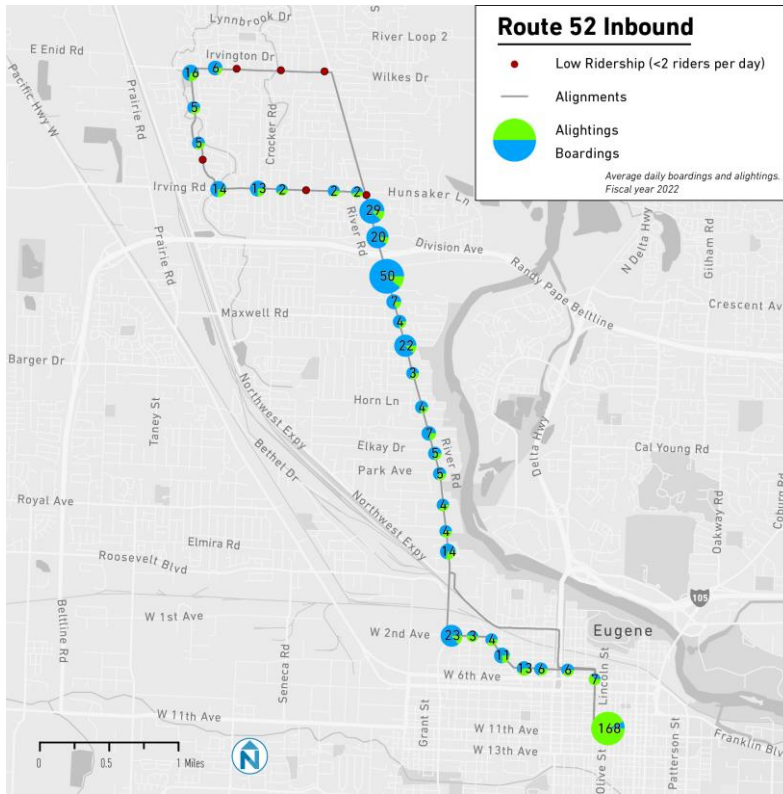 Route 52 Inbound
Low Ridership (<2 riders per day)
Alignments
Alightings
Boardings
Average daily boardings and alightings.
Fiscal year 2022
Lynnbrook Dr
River Loop 2
E Enid Rd
Irvington Dr
Wilkes Dr
Pacific Hwy W
Prairie Rd
Crocker Rd
16
6
5
5
Irving Rd
14
13
2
2
2
Hunsaker Ln
29
River Rd
20
Division Ave
Prairie Rd
N Delta Hwy
Gilham Rd
Randy Pape Beltline
50
7
Crescent Ave
Maxwell Rd
4
22
Barger Dr
3
Northwest Expy
Taney St
Horn Ln
4
7
Delta Hwy
Bethel Dr
Elkay Dr
5
River Rd
Cal Young Rd
Park Ave
5
Royal Ave
Northwest Expy
4
Oakway Rd
Coburg Rd
Elmira Rd
4
Roosevelt Blvd
14
105
Beltline Rd
W 1st Ave
W 2nd Ave
23
3
4
Eugene
11
Seneca Rd
13
6
6
Lincoln St
W 6th Ave
7
W 11th Ave
Grant St
W 11th Ave
168
W 13th Ave
Olive St
Patterson St
Franklin Blv
0
.5
1 Miles
N